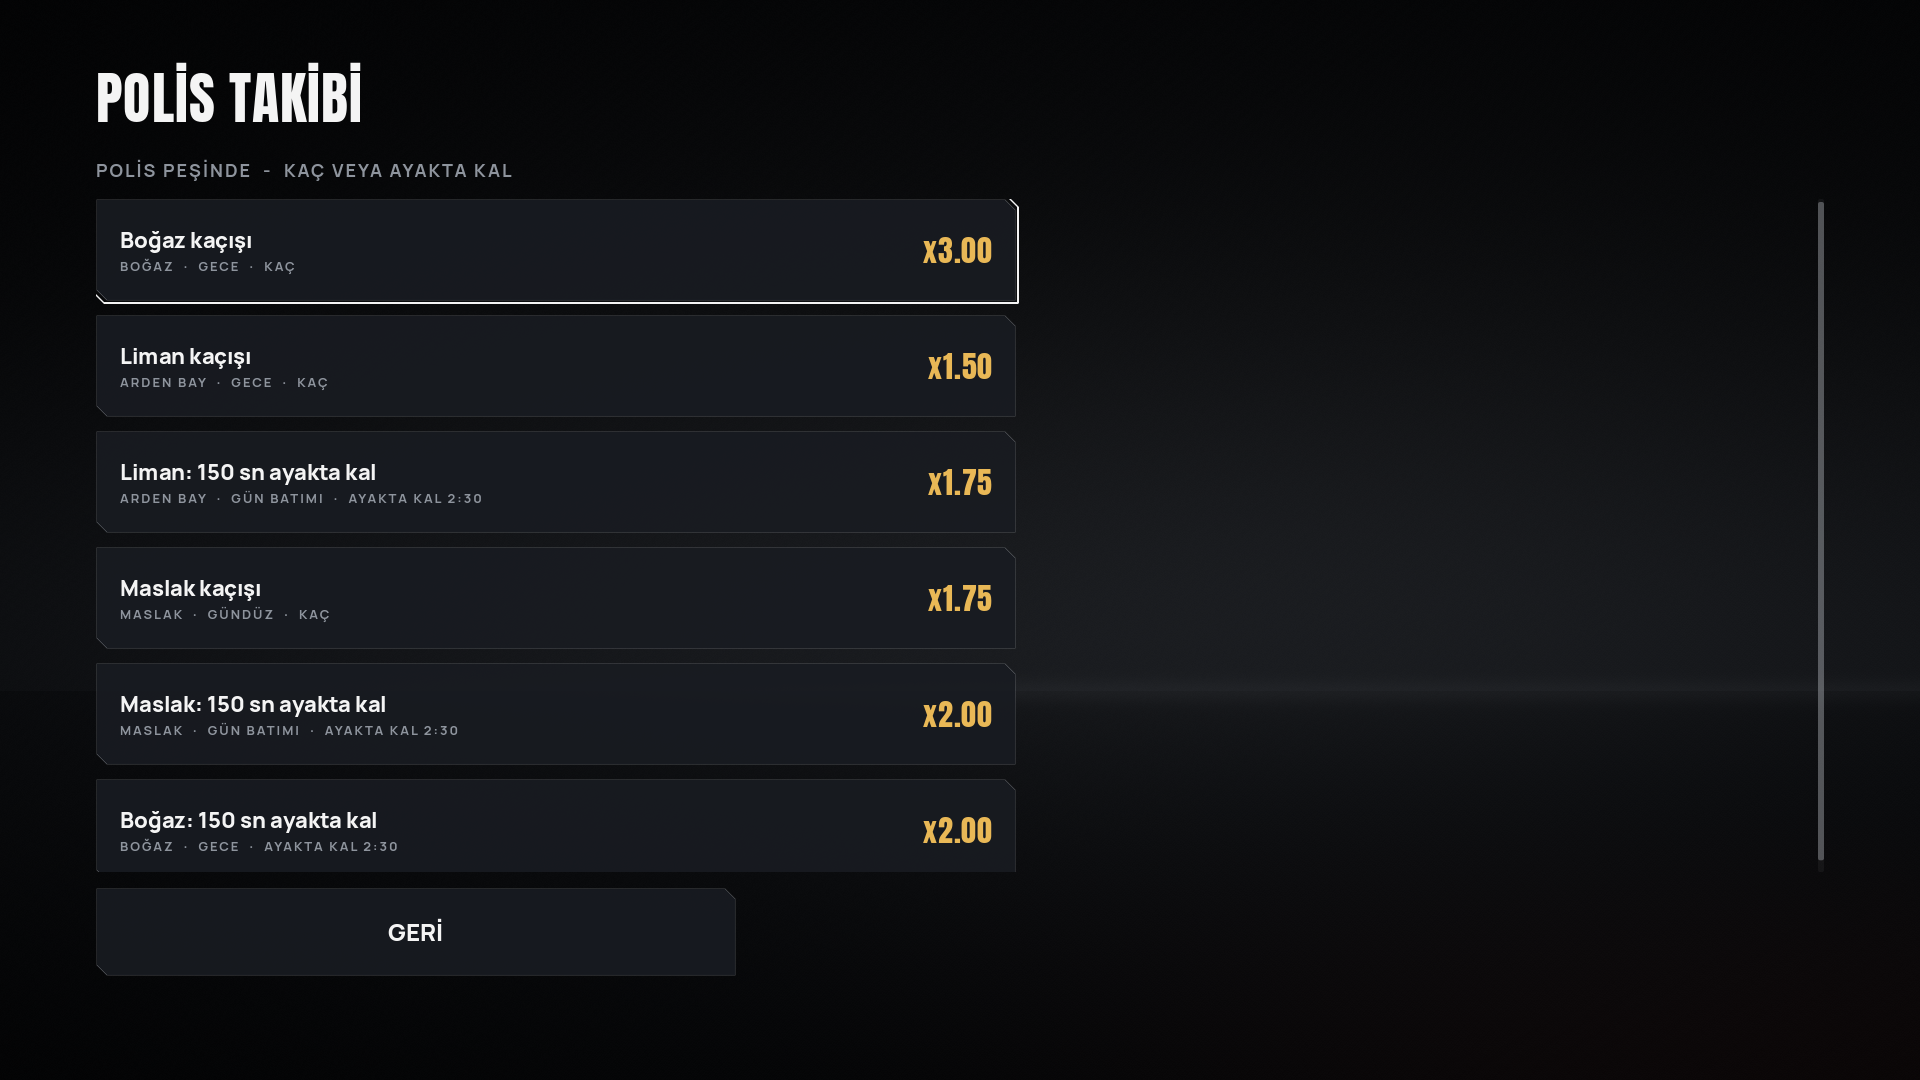 POLİS TAKİBİ
POLİS PEŞİNDE - KAÇ VEYA AYAKTA KAL
Boğaz kaçışı
BOĞAZ · GECE · KAÇ
x3.00
Liman kaçışı
ARDEN BAY · GECE · KAÇ
x1.50
Liman: 150 sn ayakta kal
ARDEN BAY · GÜN BATIMI · AYAKTA KAL 2:30
x1.75
Maslak kaçışı
MASLAK · GÜNDÜZ · KAÇ
x1.75
Maslak: 150 sn ayakta kal
MASLAK · GÜN BATIMI · AYAKTA KAL 2:30
x2.00
Boğaz: 150 sn ayakta kal
BOĞAZ · GECE · AYAKTA KAL 2:30
x2.00
GERİ